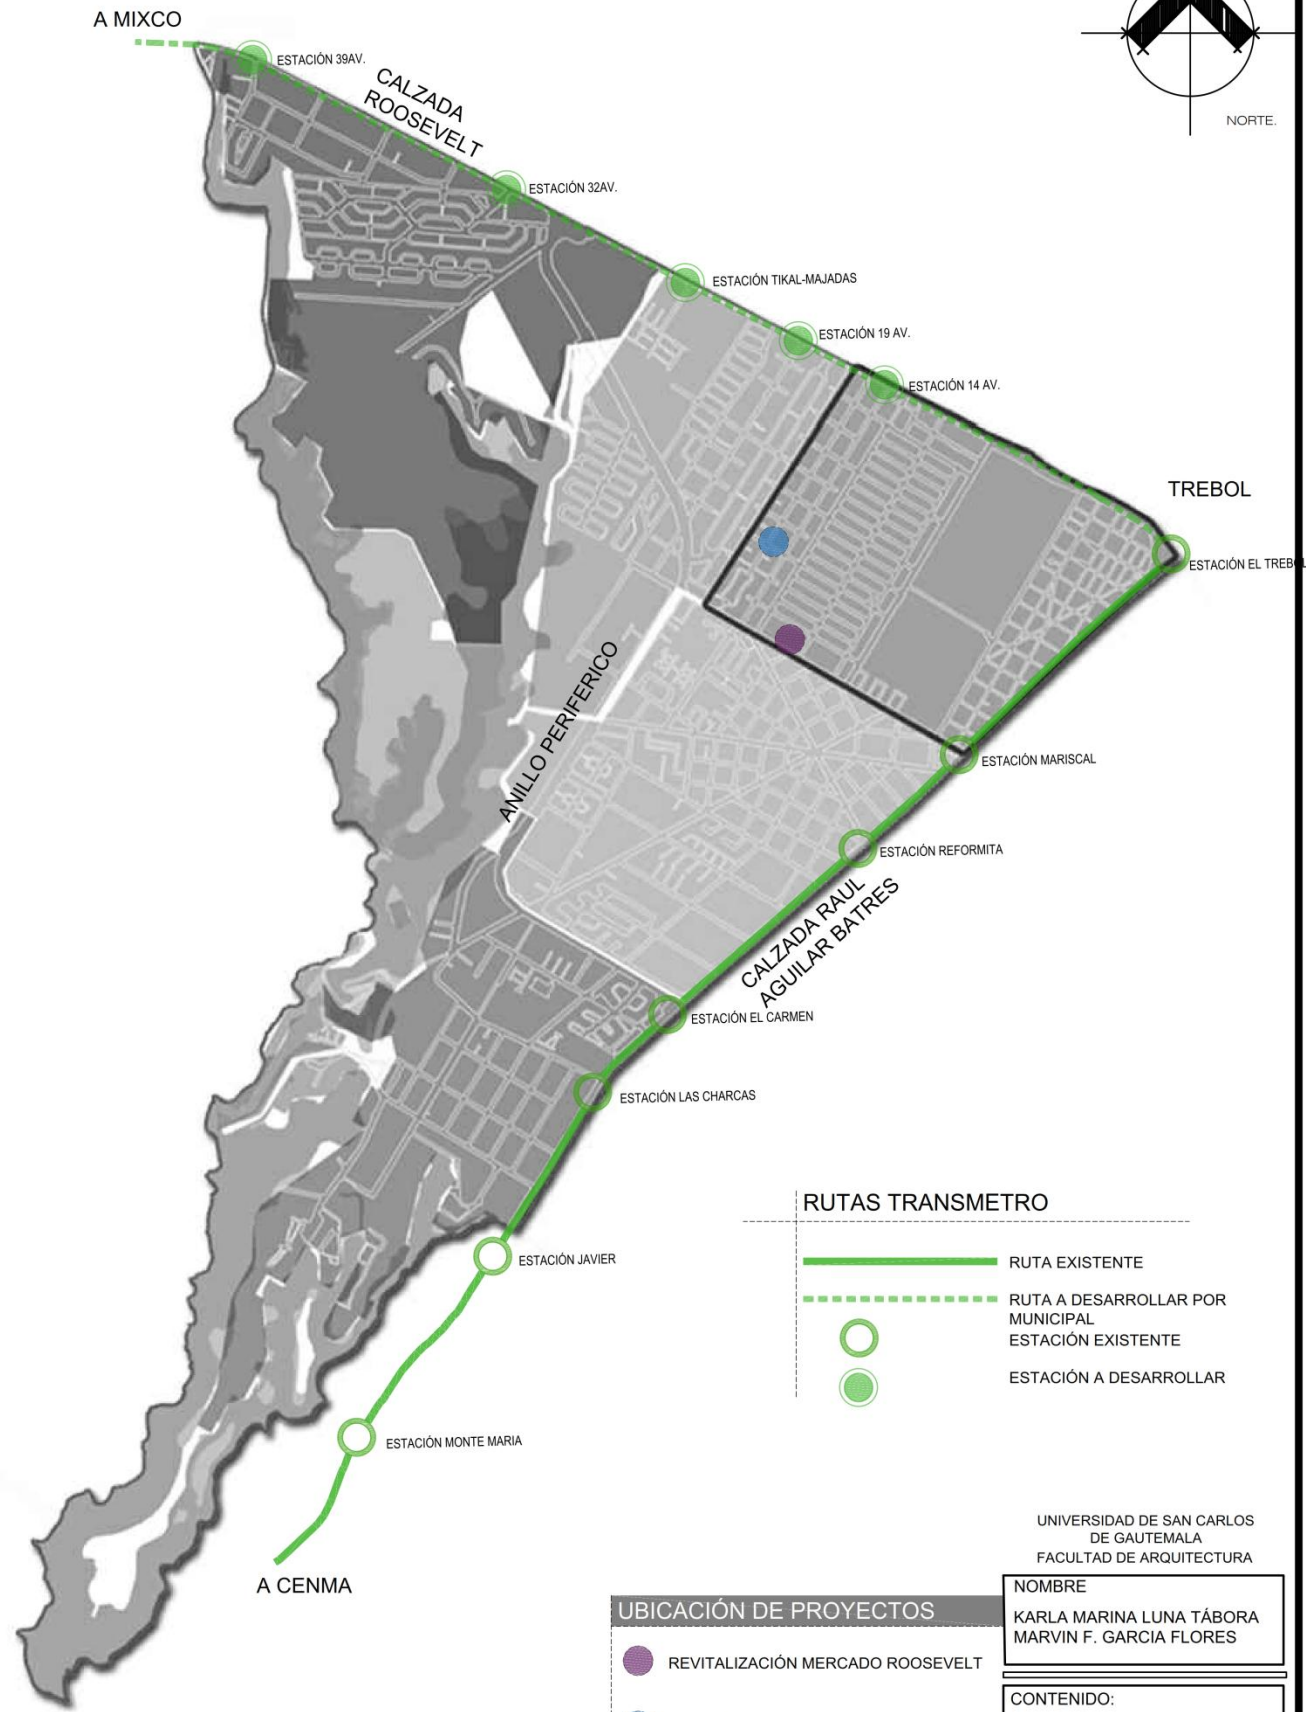 A MIXCO
ESTACIÓN 39AV.
CALZADA
ROOSEVELT
NORTE.
ESTACIÓN 32AV.
ESTACIÓN TIKAL-MAJADAS
ESTACIÓN 19 AV.
ESTACIÓN 14 AV.
TREBOL
ESTACIÓN EL TREBOL
ANILLO PERIFERICO
ESTACIÓN MARISCAL
ESTACIÓN REFORMITA
CALZADA RAUL
AGUILAR BATRES
ESTACIÓN EL CARMEN
ESTACIÓN LAS CHARCAS
ESTACIÓN JAVIER
ESTACIÓN MONTE MARIA
A CENMA
RUTAS TRANSMETRO
RUTA EXISTENTE
RUTA A DESARROLLAR POR
MUNICIPAL
ESTACIÓN EXISTENTE
ESTACIÓN A DESARROLLAR
UNIVERSIDAD DE SAN CARLOS
DE GAUTEMALA
FACULTAD DE ARQUITECTURA
NOMBRE
KARLA MARINA LUNA TÁBORA
MARVIN F. GARCIA FLORES
CONTENIDO:
UBICACIÓN DE PROYECTOS
REVITALIZACIÓN MERCADO ROOSEVELT